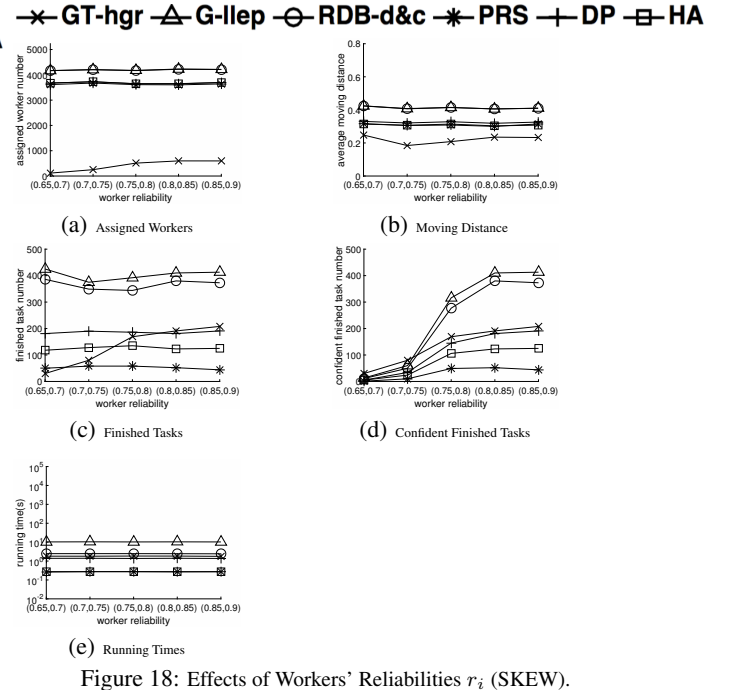 GT-hgr G-llep RDB-d&c PRS DP HA
assigned worker number
5000
4000
3000
2000
1000
0
(0.65,0.7) (0.7,0.75) (0.75,0.8) (0.8,0.85) (0.85,0.9)
worker reliability
(a) Assigned Workers
average moving distance
0.8
0.6
0.4
0.2
0
(0.65,0.7) (0.7,0.75) (0.75,0.8) (0.8,0.85) (0.85,0.9)
worker reliability
(b) Moving Distance
finished task number
500
400
300
200
100
0
(0.65,0.7) (0.7,0.75) (0.75,0.8) (0.8,0.85) (0.85,0.9)
worker reliability
(c) Finished Tasks
confident finished task number
500
400
300
200
100
0
(0.65,0.7) (0.7,0.75) (0.75,0.8) (0.8,0.85) (0.85,0.9)
worker reliability
(d) Confident Finished Tasks
running time(s)
10^5
10^4
10^3
10^2
10^1
10^0
10^-1
10^-2
(0.65,0.7) (0.7,0.75) (0.75,0.8) (0.8,0.85) (0.85,0.9)
worker reliability
(e) Running Times
Figure 18: Effects of Workers' Reliabilities r_i (SKEW).